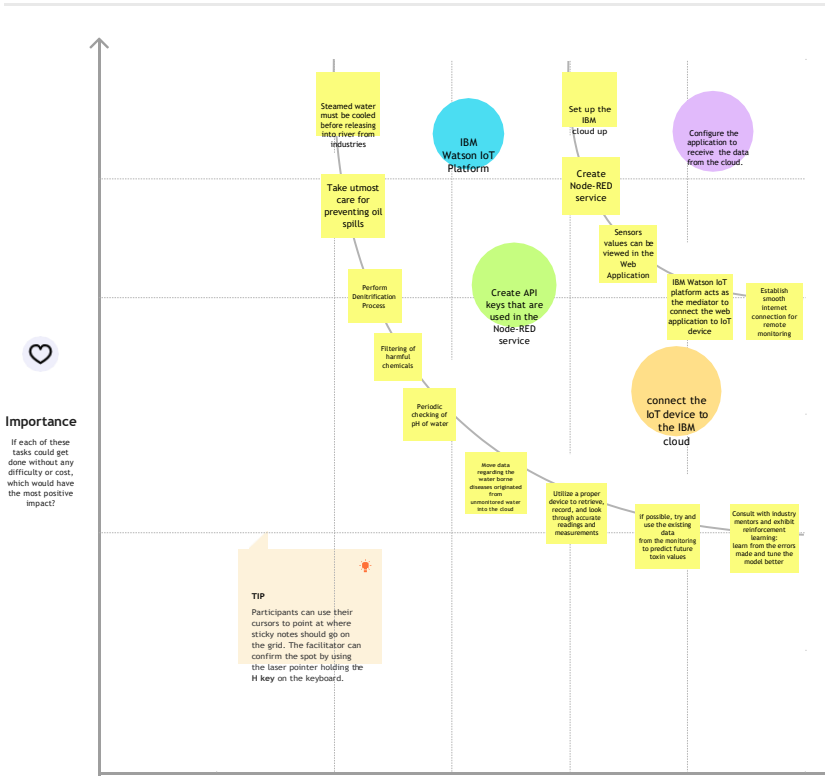 Steamed water
must be cooled
before releasing
into river from
industries
IBM
Watson IoT
Platform
Set up the
IBM
cloud up
Configure the
application to
receive the data
from the cloud.
Take utmost
care for
preventing oil
spills
Create
Node-RED
service
Sensors
values can be
viewed in the
Web
Application
Perform
Denitrification
Process
Create API
keys that are
used in the
Node-RED
service
IBM Watson IoT
platform acts as
the mediator to
connect the web
application to IoT
device
Establish
smooth
internet
connection for
remote
monitoring
Filtering of
harmful
chemicals
Importance
If each of these
tasks could get
done without any
difficulty or cost,
which would have
the most positive
impact?
Periodic
checking of
pH of water
connect the
IoT device to
the IBM
cloud
Move data
regarding the
water borne
diseases originated
from
unmonitored water
into the cloud
Utilize a proper
device to retrieve,
record, and look
through accurate
readings and
measurements
If possible, try and
use the existing
data
from the monitoring
to predict future
toxin values
Consult with industry
mentors and exhibit
reinforcement
learning:
learn from the errors
made and tune the
model better
TIP
Participants can use their
cursors to point at where
sticky notes should go on
the grid. The facilitator can
confirm the spot by using
the laser pointer holding the
H key on the keyboard.